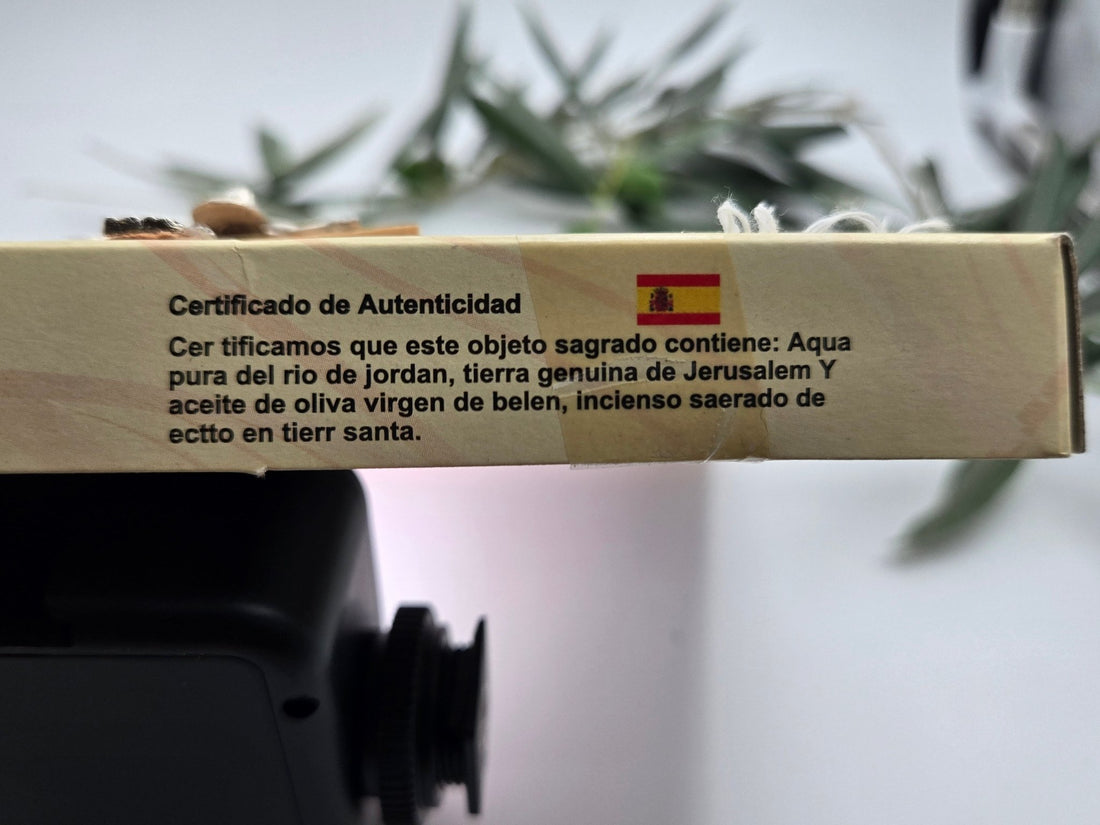 Certificado de Autenticidad
Cer tificamos que este objeto sagrado contiene: Aqua
pura del rio de jordan, tierra genuina de Jerusalem Y
aceite de oliva virgen de belen, incienso saerado de
ectto en tierr santa.